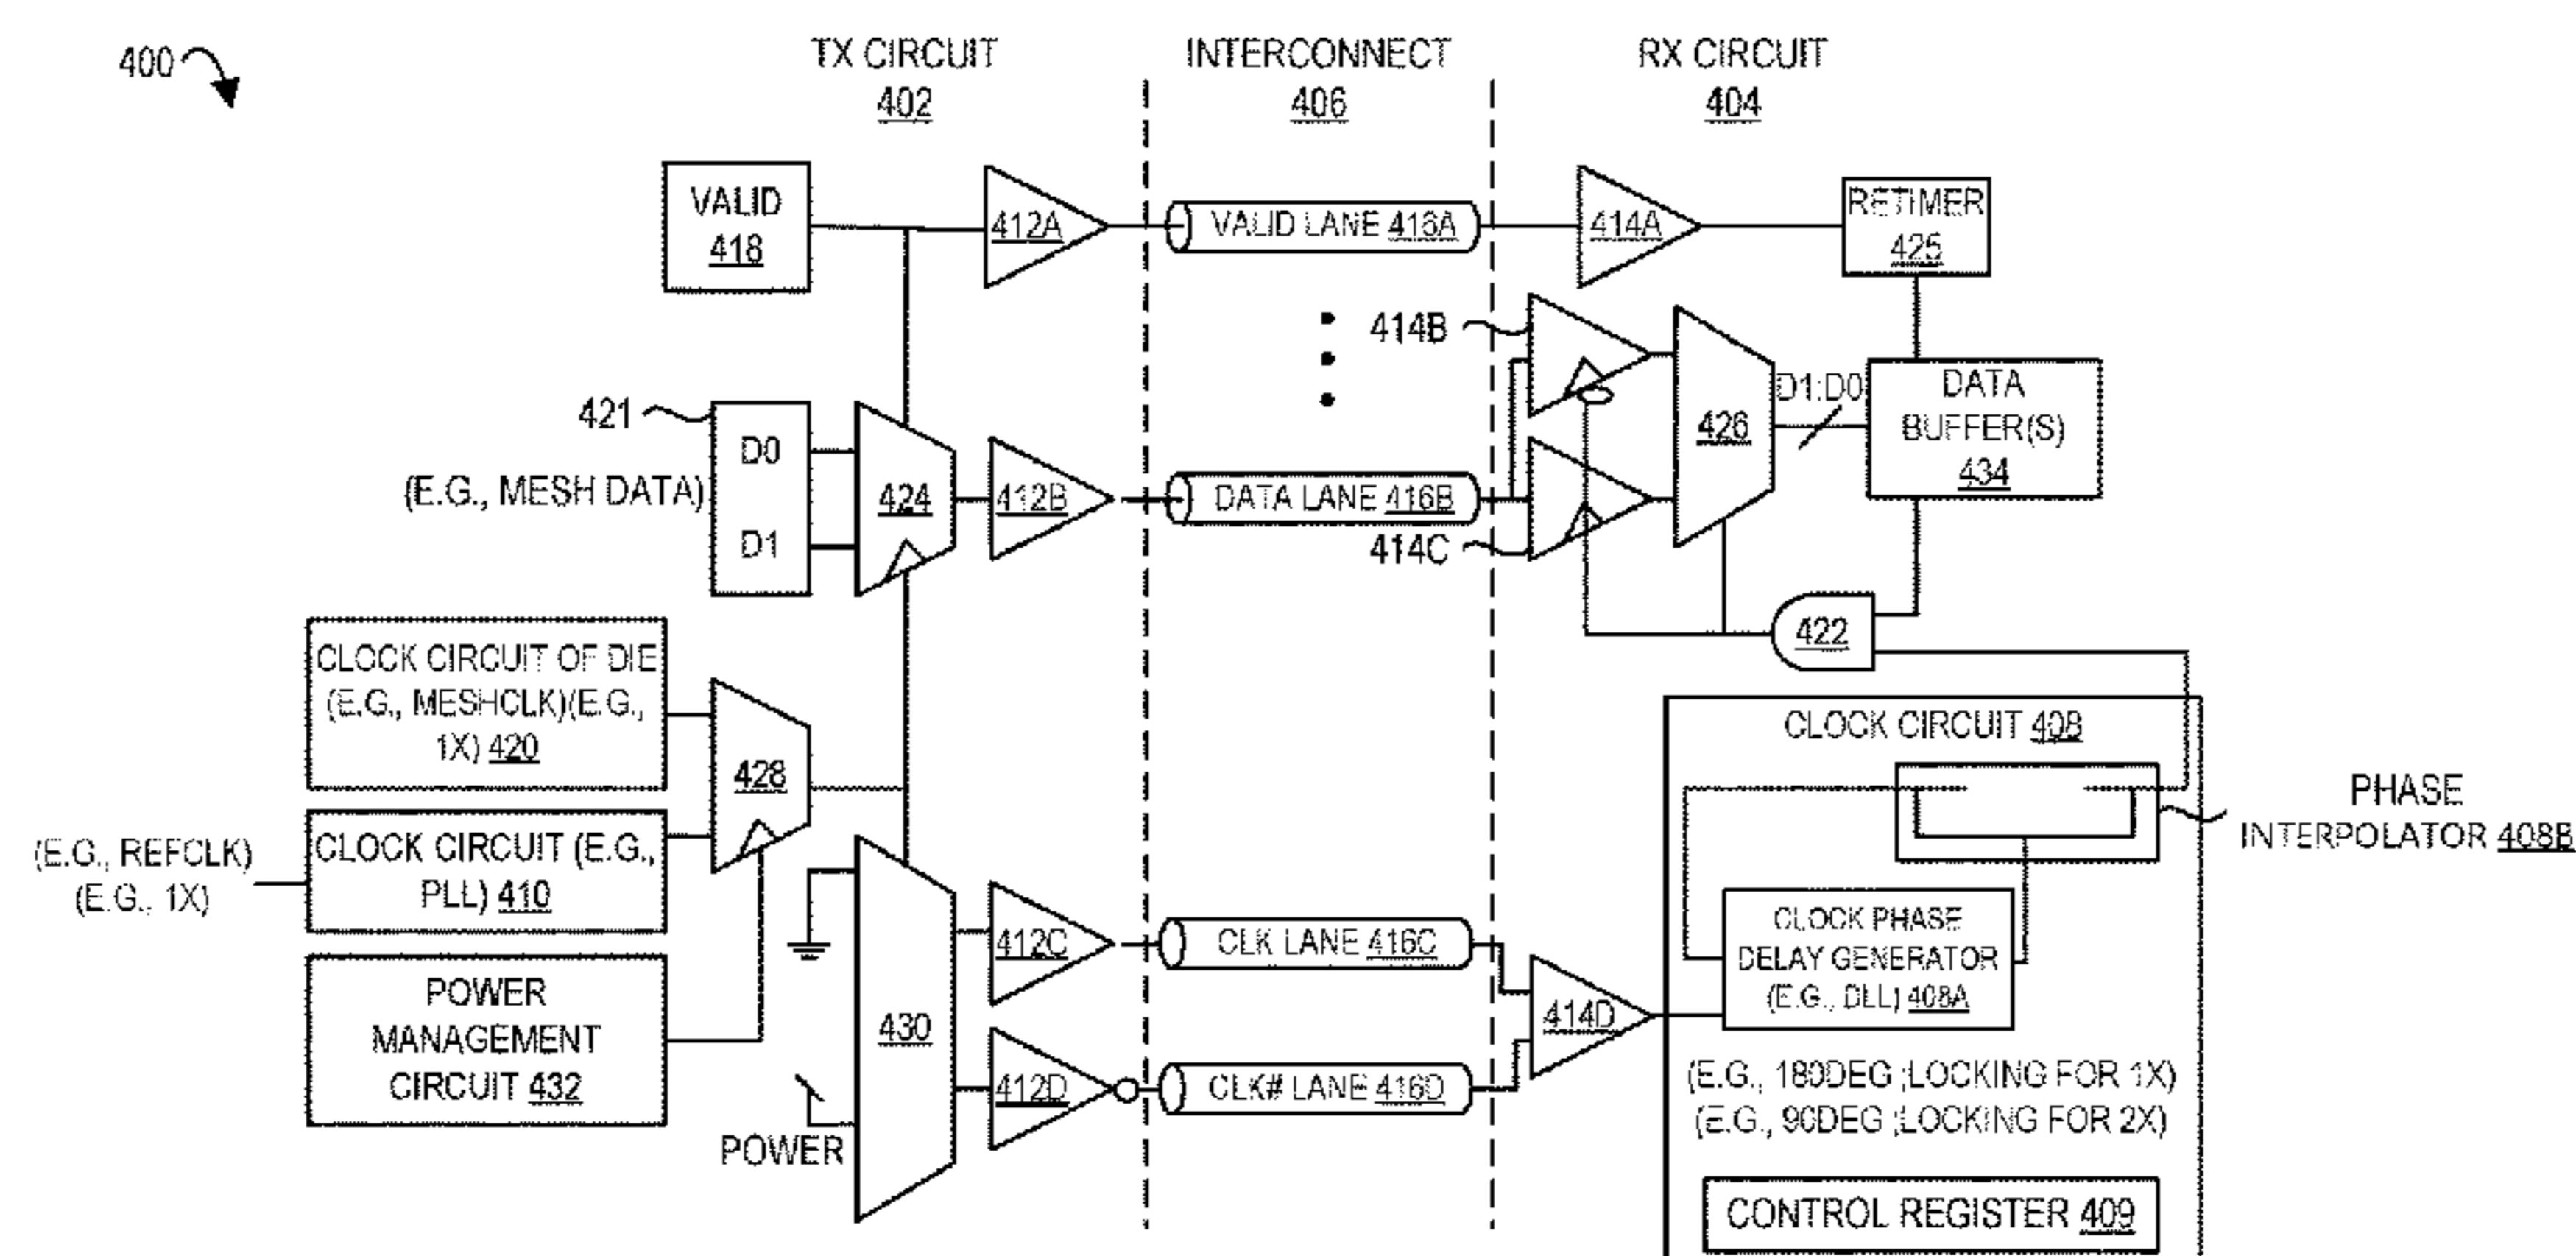 400
TX CIRCUIT
402
INTERCONNECT
406
RX CIRCUIT
404
VALID
418
412A
VALID LANE 416A
414A
RETIMER
425
421
D0
D1
(E.G., MESH DATA)
424
412B
DATA LANE 416B
414B
414C
426
D1:D0
DATA
BUFFER(S)
434
422
CLOCK CIRCUIT OF DIE
(E.G., MESHCLK)(E.G.,
1X) 420
428
(E.G., REFCLK)
(E.G., 1X)
CLOCK CIRCUIT (E.G.,
PLL) 410
POWER
MANAGEMENT
CIRCUIT 432
POWER
430
412C
412D
CLK LANE 416C
CLK# LANE 416D
414D
CLOCK CIRCUIT 408
PHASE
INTERPOLATOR 408B
CLOCK PHASE
DELAY GENERATOR
(E.G., DLL) 408A
(E.G., 180DEG ;LOCKING FOR 1X)
(E.G., 90DEG ;LOCKING FOR 2X)
CONTROL REGISTER 409